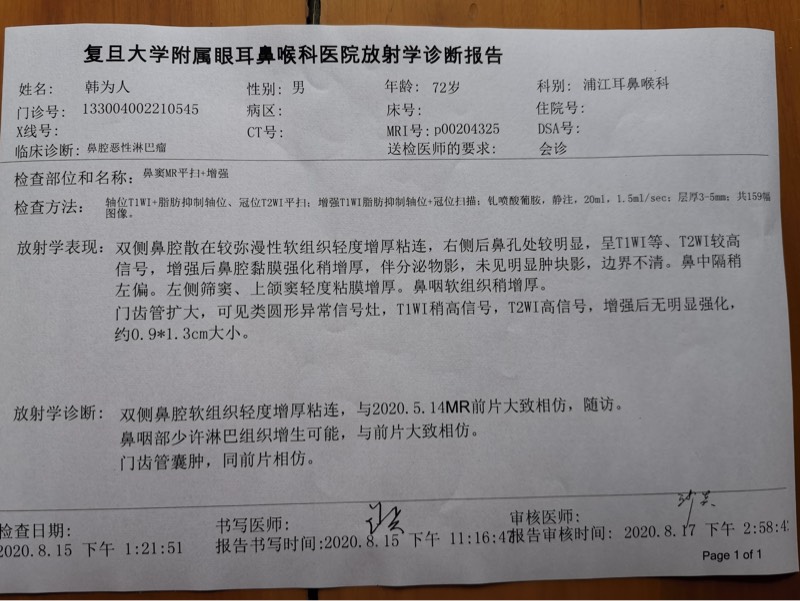 复旦大学附属眼耳鼻喉科医院放射学诊断报告
姓名: 韩为人 性别: 男 年龄: 72岁 科别: 浦江耳鼻喉科
门诊号: 133004002210545 病区: 床号: 住院号:
X线号: CT号: MRI号: p00204325 DSA号:
临床诊断: 鼻腔恶性淋巴瘤 送检医师的要求: 会诊
检查部位和名称: 鼻窦MR平扫+增强
检查方法: 轴位T1WI+脂肪抑制轴位、冠位T2WI平扫; 增强T1WI脂肪抑制轴位+冠位扫描; 钆喷酸葡胺, 静注, 20ml, 1.5ml/sec: 层厚3-5mm; 共159幅
图像。
放射学表现: 双侧鼻腔散在较弥漫性软组织轻度增厚粘连, 右侧后鼻孔处较明显, 呈T1WI等、T2WI较高
信号, 增强后鼻腔黏膜强化稍增厚, 伴分泌物影, 未见明显肿块影, 边界不清。鼻中隔稍
左偏。左侧筛窦、上颌窦轻度粘膜增厚。鼻咽软组织稍增厚。
门齿管扩大, 可见类圆形异常信号灶, T1WI稍高信号, T2WI高信号, 增强后无明显强化,
约0.9*1.3cm大小。
放射学诊断: 双侧鼻腔软组织轻度增厚粘连, 与2020.5.14MR前片大致相仿, 随访。
鼻咽部少许淋巴组织增生可能, 与前片大致相仿。
门齿管囊肿, 同前片相仿。
检查日期: 书写医师: 审核医师:
2020.8.15 下午 1:21:51 报告书写时间:2020.8.15 下午 11:16:47 报告审核时间: 2020.8.17 下午 2:58:4
Page 1 of 1